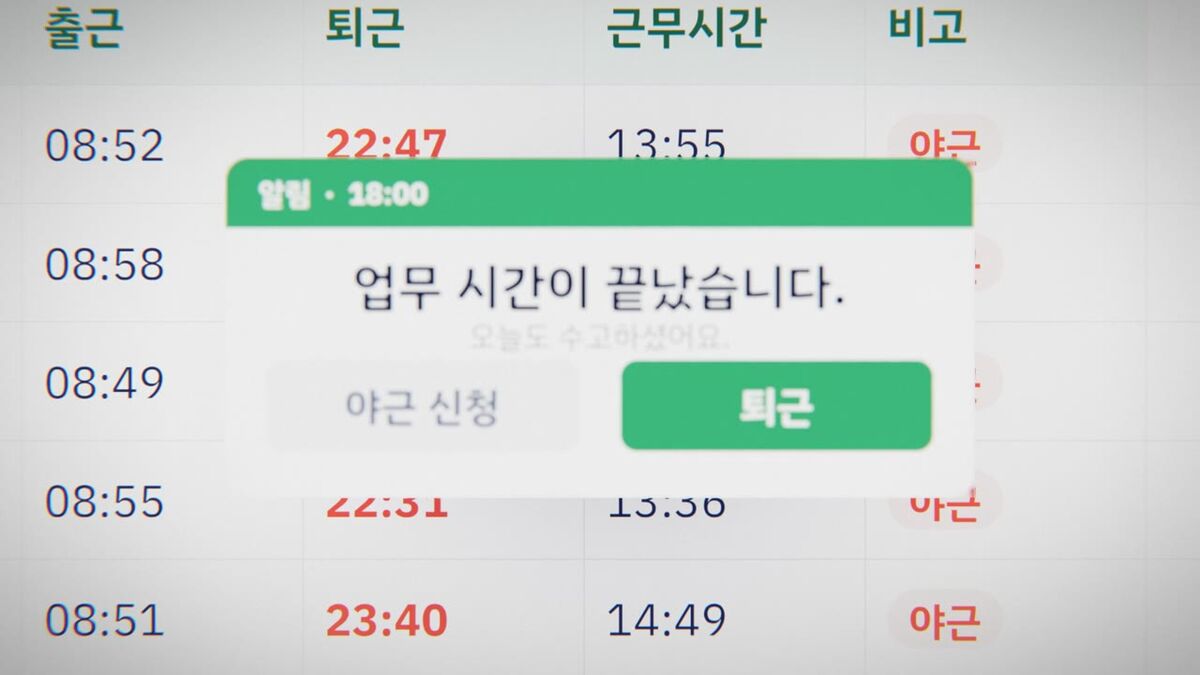 출근 퇴근 근무시간 비고
08:52 22:47 13:55 야근
알림 • 18:00
08:58
업무 시간이 끝났습니다.
오늘도 수고하셨어요.
08:49
야근 신청 퇴근
08:55 22:31 13:36 야근
08:51 23:40 14:49 야근